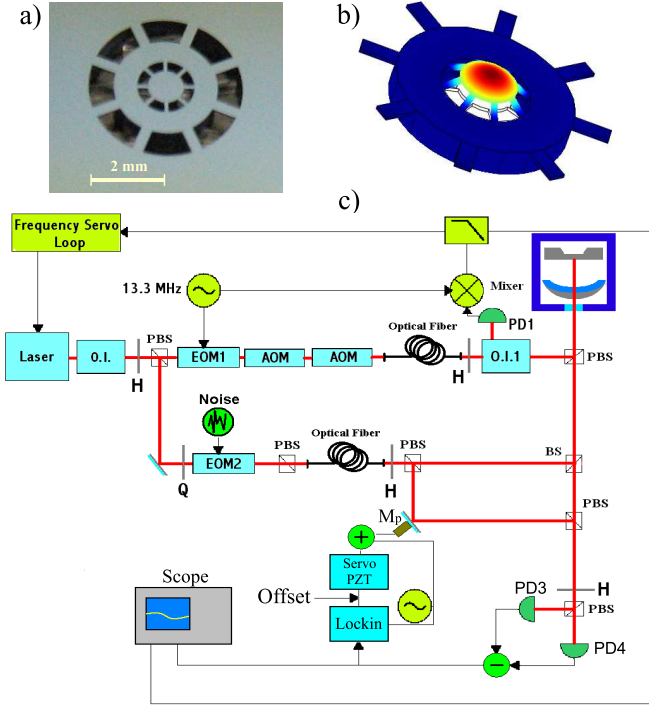 a)
b)
2 mm
c)
Frequency Servo
Loop
13.3 MHz
Mixer
Optical Fiber
PD1
PBS
Laser
O.I.
H
EOM1
AOM
AOM
H
O.I.1
PBS
Noise
Optical Fiber
PBS
PBS
BS
EOM2
Q
H
PBS
Mp
+
Servo
PZT
Scope
Offset
Lockin
H
PD3
PBS
PD4
−